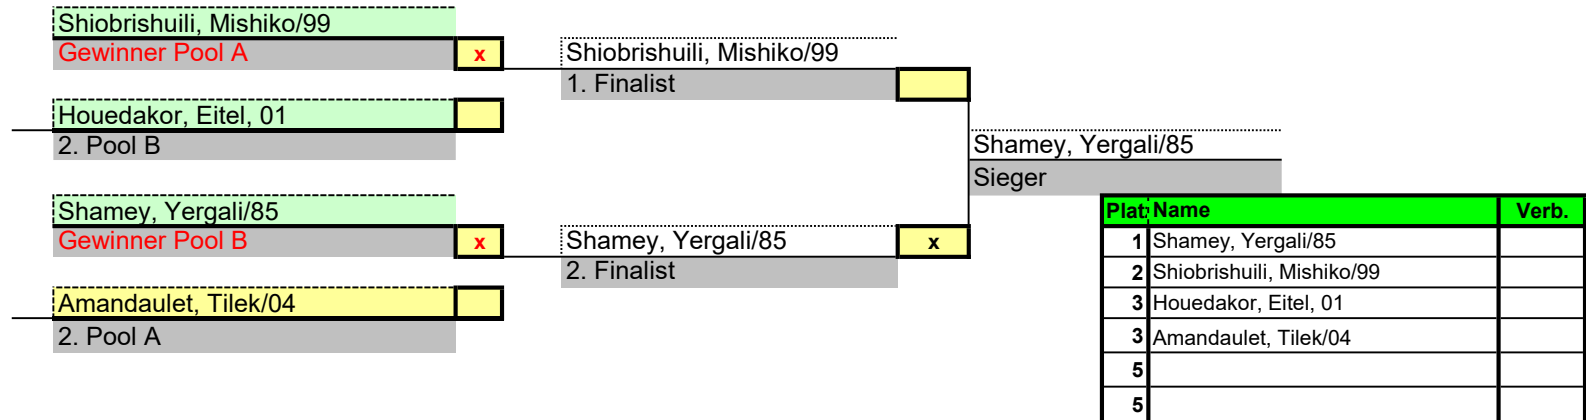 Shiobrishuili, Mishiko/99
Gewinner Pool A x
Shiobrishuili, Mishiko/99
1. Finalist
Houedakor, Eitel, 01
2. Pool B
Shamey, Yergali/85
Sieger
Shamey, Yergali/85
Gewinner Pool B x
Shamey, Yergali/85 x
2. Finalist
Amandaulet, Tilek/04
2. Pool A
Platz Name Verb.
1 Shamey, Yergali/85
2 Shiobrishuili, Mishiko/99
3 Houedakor, Eitel, 01
3 Amandaulet, Tilek/04
5
5